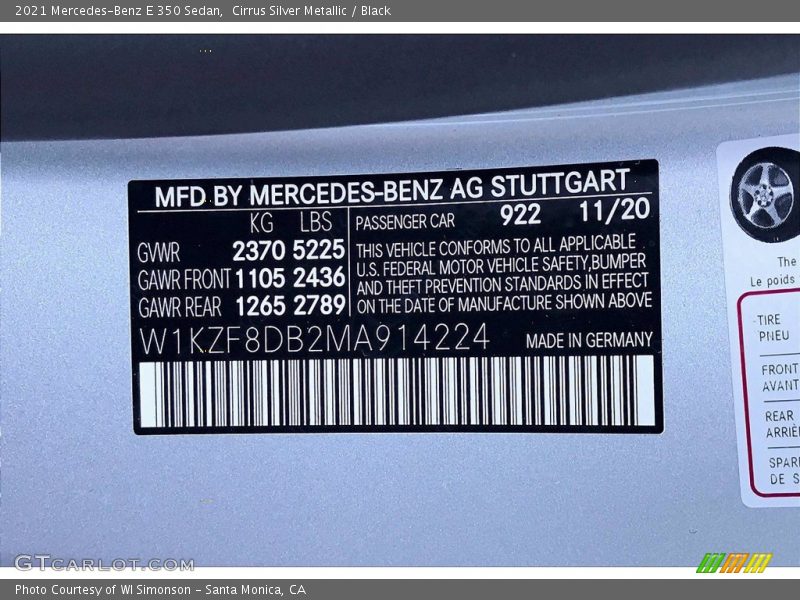 2021 Mercedes-Benz E 350 Sedan,  Cirrus Silver Metallic / Black
MFD BY MERCEDES-BENZ AG STUTTGART
KG LBS
PASSENGER CAR 922 11/20
GVWR 2370 5225
GAWR FRONT 1105 2436
GAWR REAR 1265 2789
THIS VEHICLE CONFORMS TO ALL APPLICABLE
U.S. FEDERAL MOTOR VEHICLE SAFETY,BUMPER
AND THEFT PREVENTION STANDARDS IN EFFECT
ON THE DATE OF MANUFACTURE SHOWN ABOVE
W1KZF8DB2MA914224
MADE IN GERMANY
The
Le poids
TIRE
PNEU
FRONT
AVANT
REAR
ARRIÈ
SPAR
DE S
GTCARLOT.COM
Photo Courtesy of WI Simonson - Santa Monica, CA